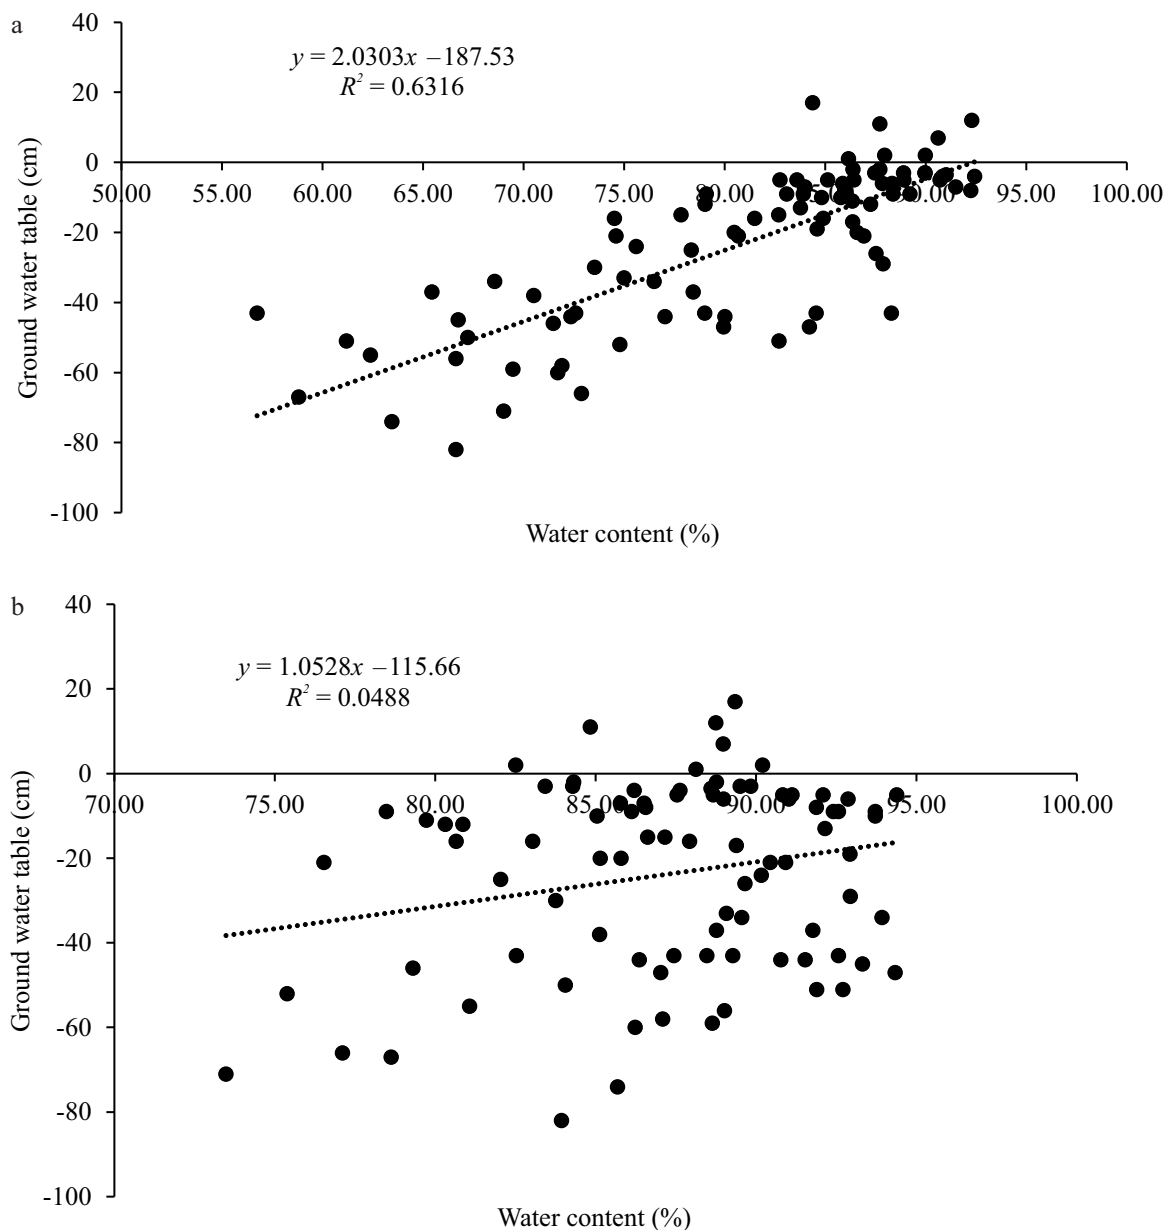 a
40
20
0
-20
-40
-60
-80
-100
y = 2.0303x −187.53
R² = 0.6316
50.00 55.00 60.00 65.00 70.00 75.00 80.00 90.00 95.00 100.00
Ground water table (cm)
Water content (%)
b
40
20
0
-20
-40
-60
-80
-100
y = 1.0528x −115.66
R² = 0.0488
70.00 75.00 80.00 85.00 90.00 95.00 100.00
Ground water table (cm)
Water content (%)